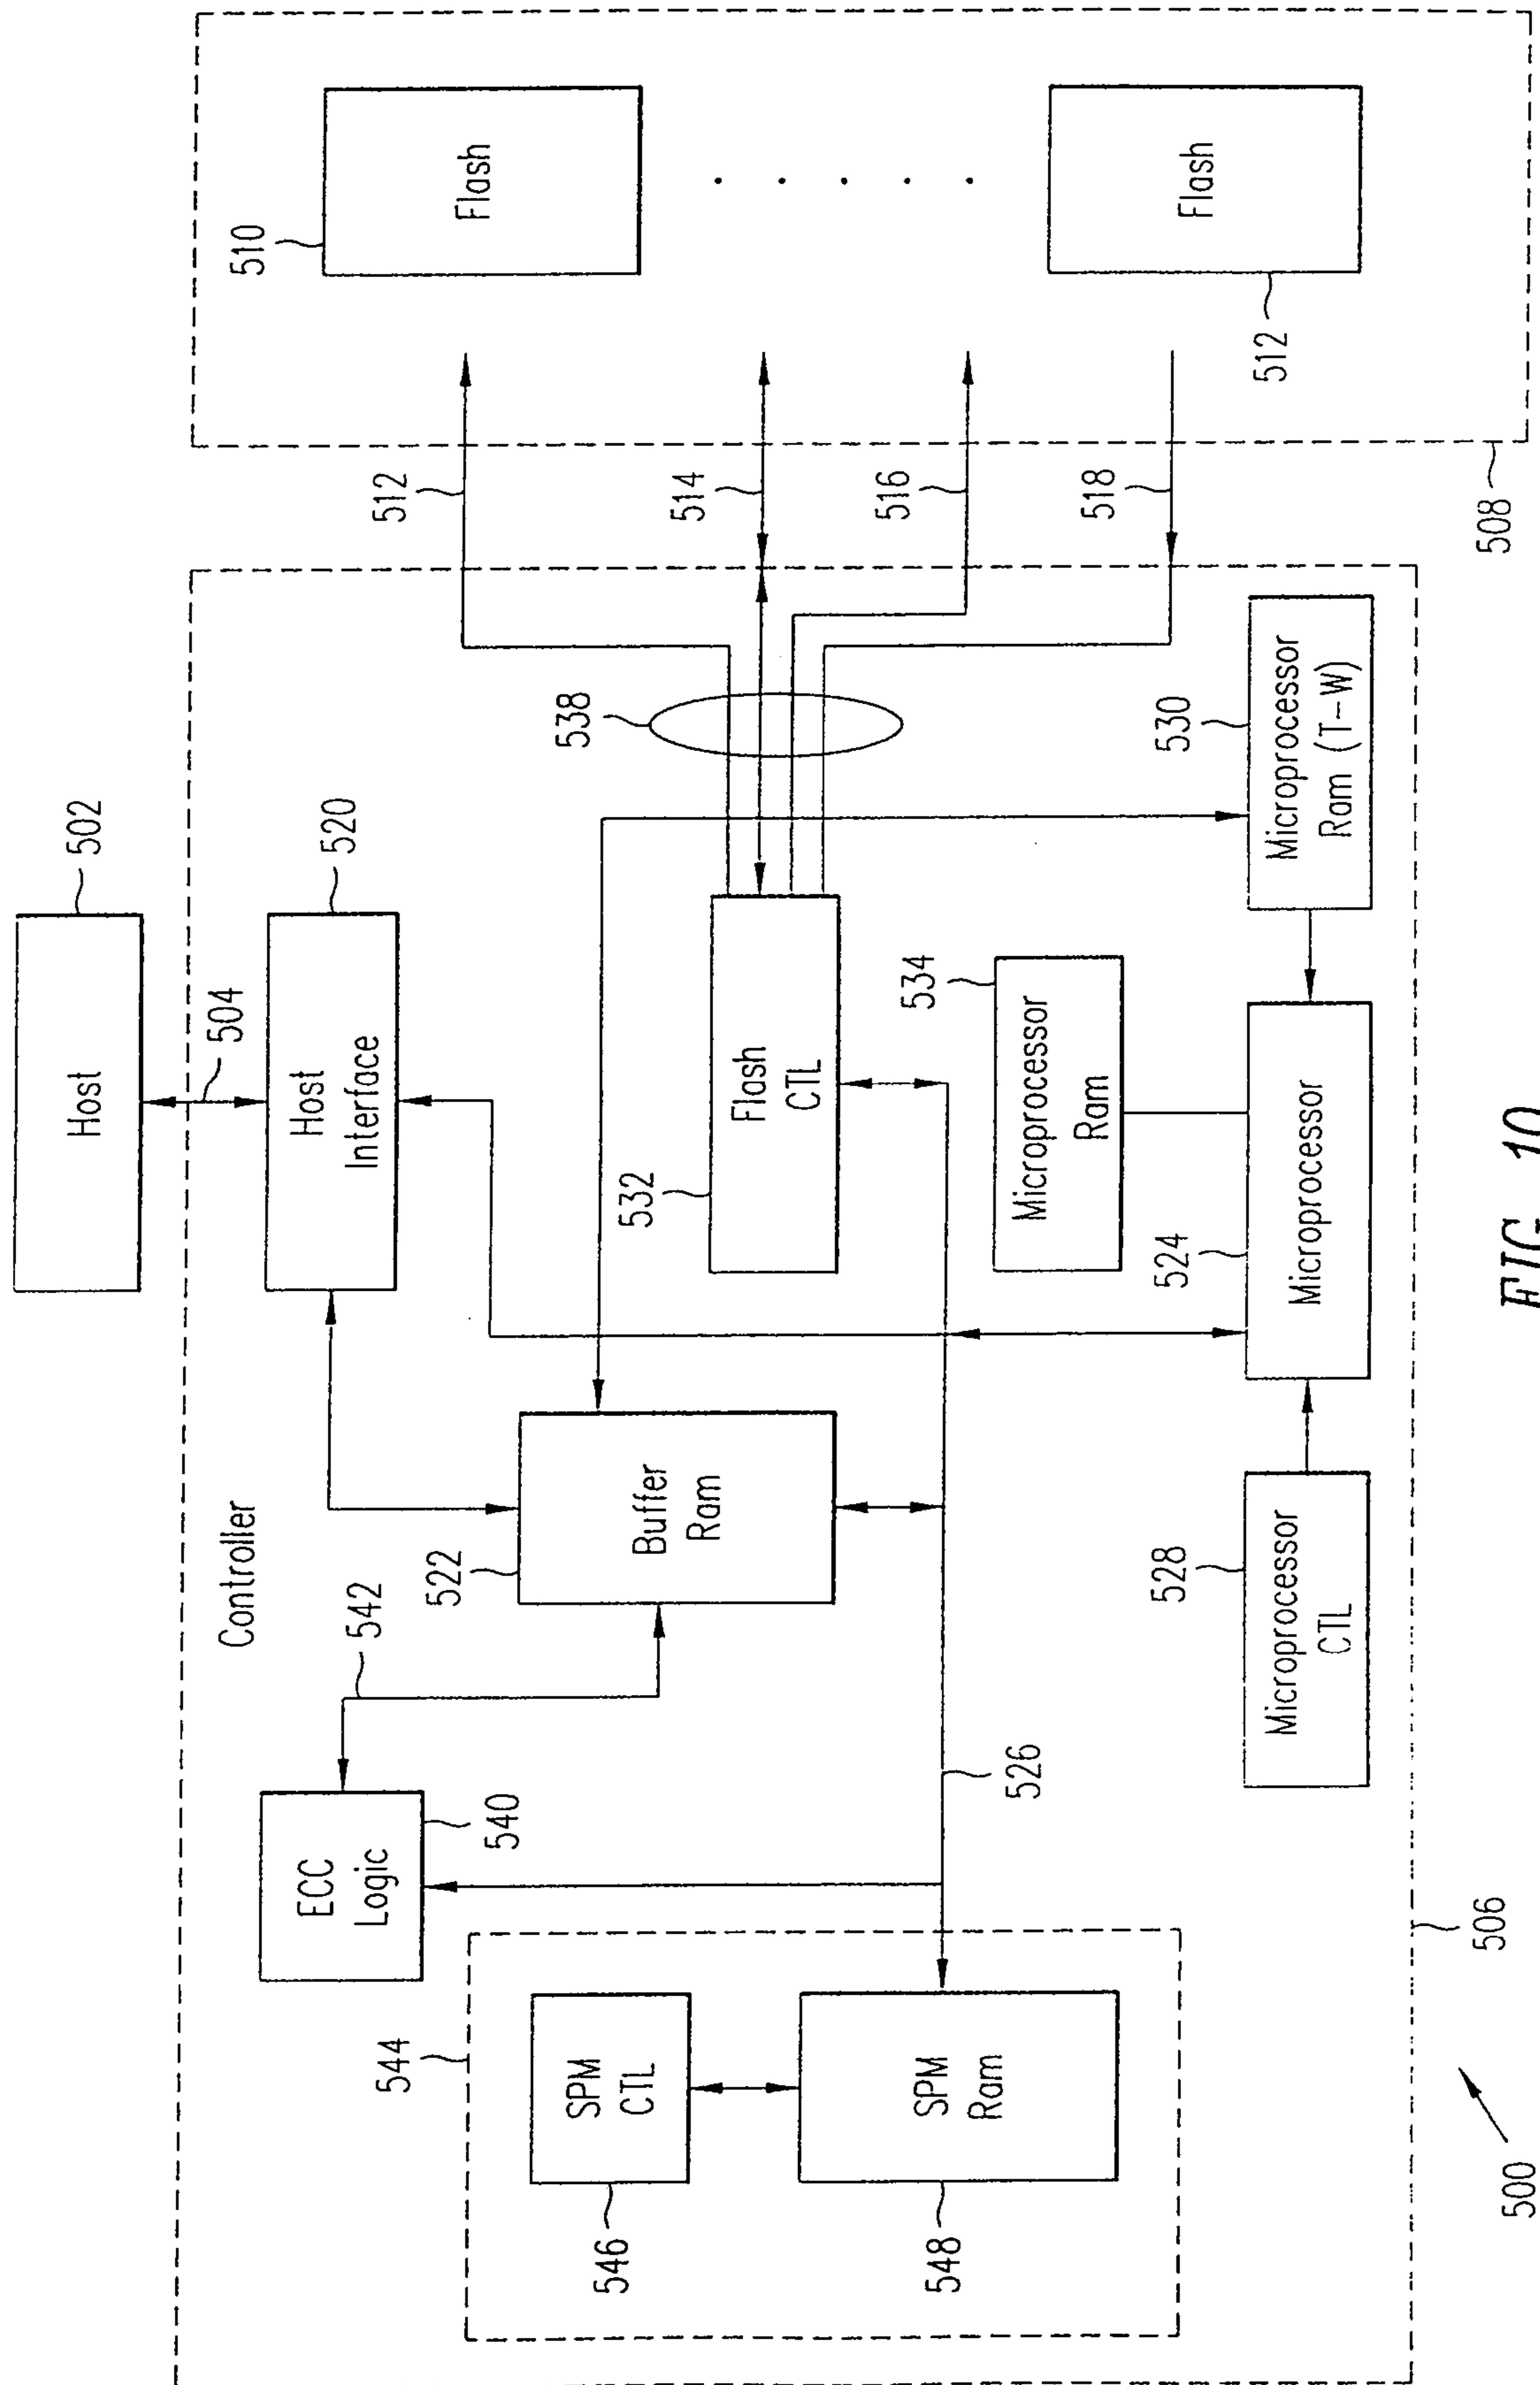 Host
502
504
Controller
Host
Interface
520
ECC
Logic
540
542
Buffer
Ram
522
Flash
CTL
532
538
512
514
516
518
510
Flash
Flash
512
508
544
SPM
CTL
546
SPM
Ram
548
526
Microprocessor
Ram
534
Microprocessor
CTL
528
Microprocessor
524
Microprocessor
Ram (T-W)
530
506
500
FIG. 10